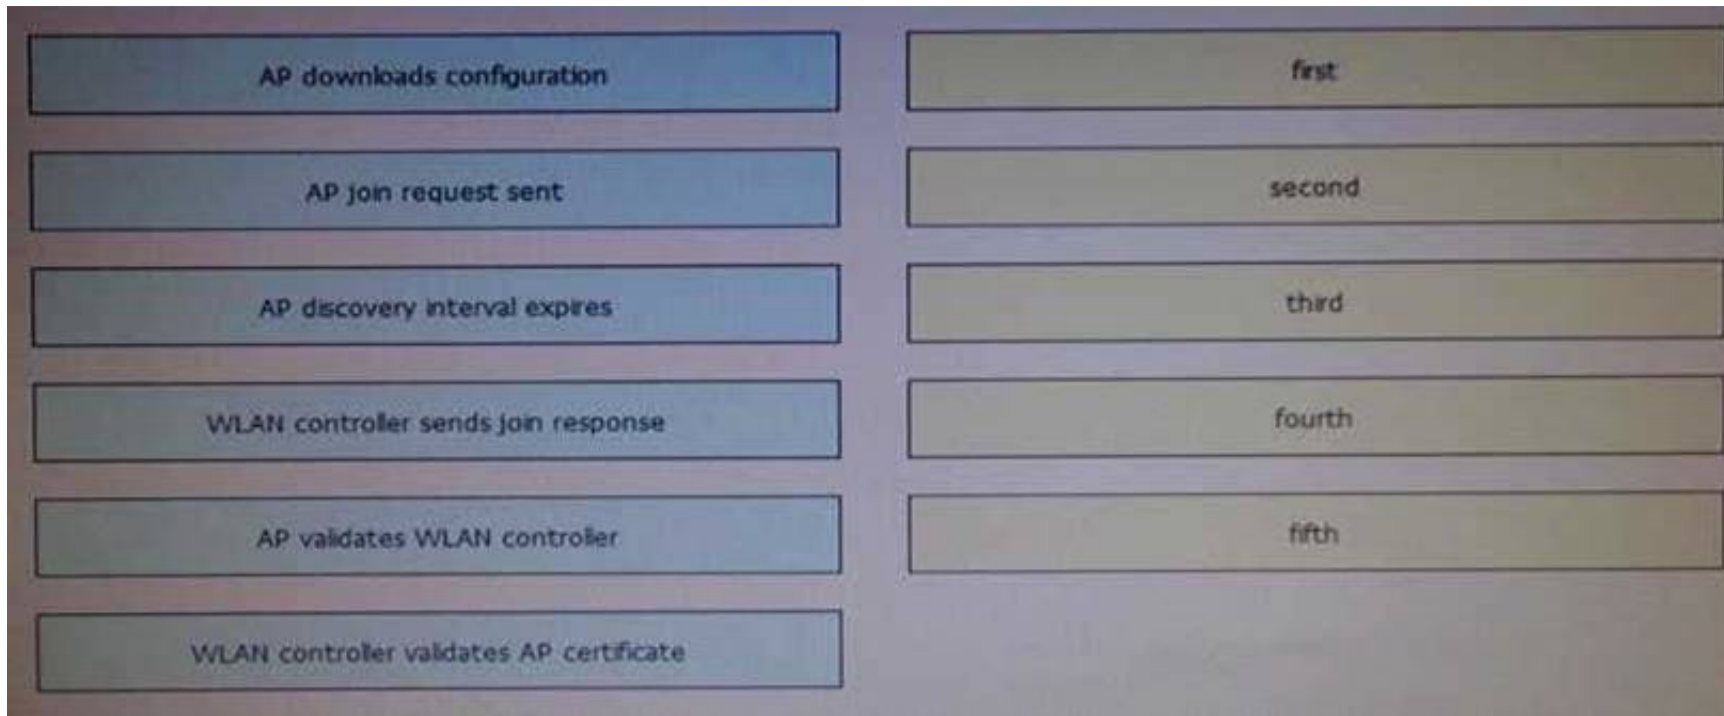 AP downloads configuration
first
AP join request sent
second
AP discovery interval expires
third
WLAN controller sends join response
fourth
AP validates WLAN controller
fifth
WLAN controller validates AP certificate